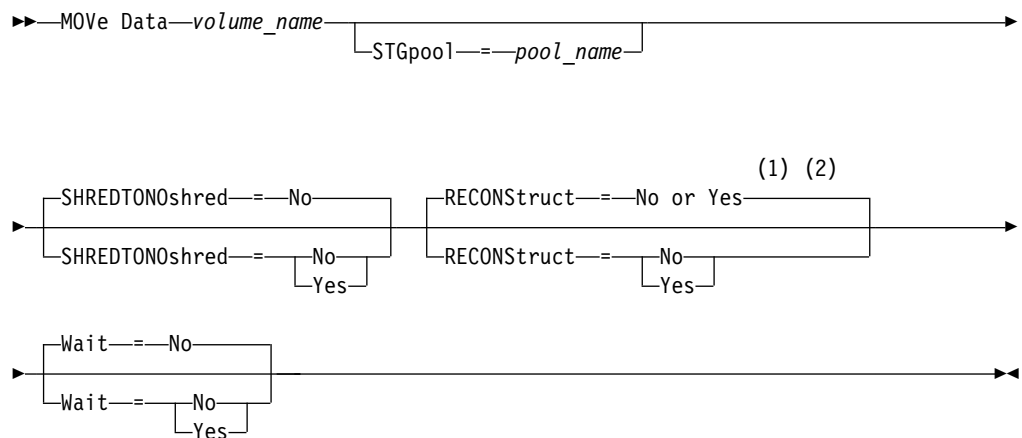 MOVe Data volume_name
STGpool = pool_name
(1) (2)
SHREDTONOshred = No RECONStruct = No or Yes
SHREDTONOshred = No RECONStruct = No
Yes Yes
Wait = No
Wait = No
Yes